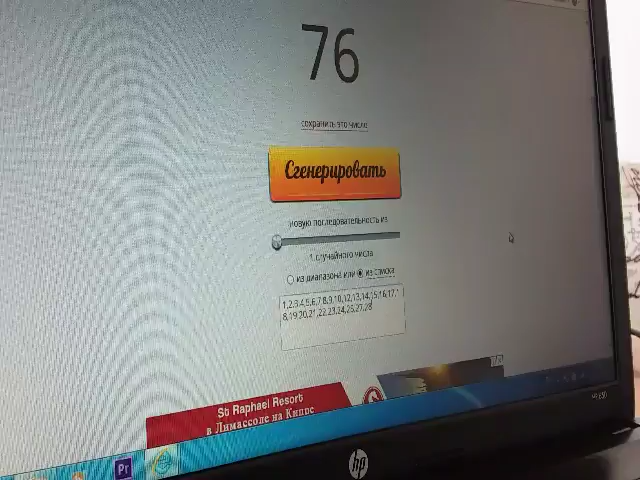 76
сохранить это число
Сгенерировать
новую последовательность из
1 случайного числа
из диапазона или из списка
1,2,3,4,5,6,7,8,9,10,12,13,14,15,16,17,1
8,19,20,21,22,23,24,25,27,28
St Raphael Resort
в Лимассоле на Кипре
Pr
hp